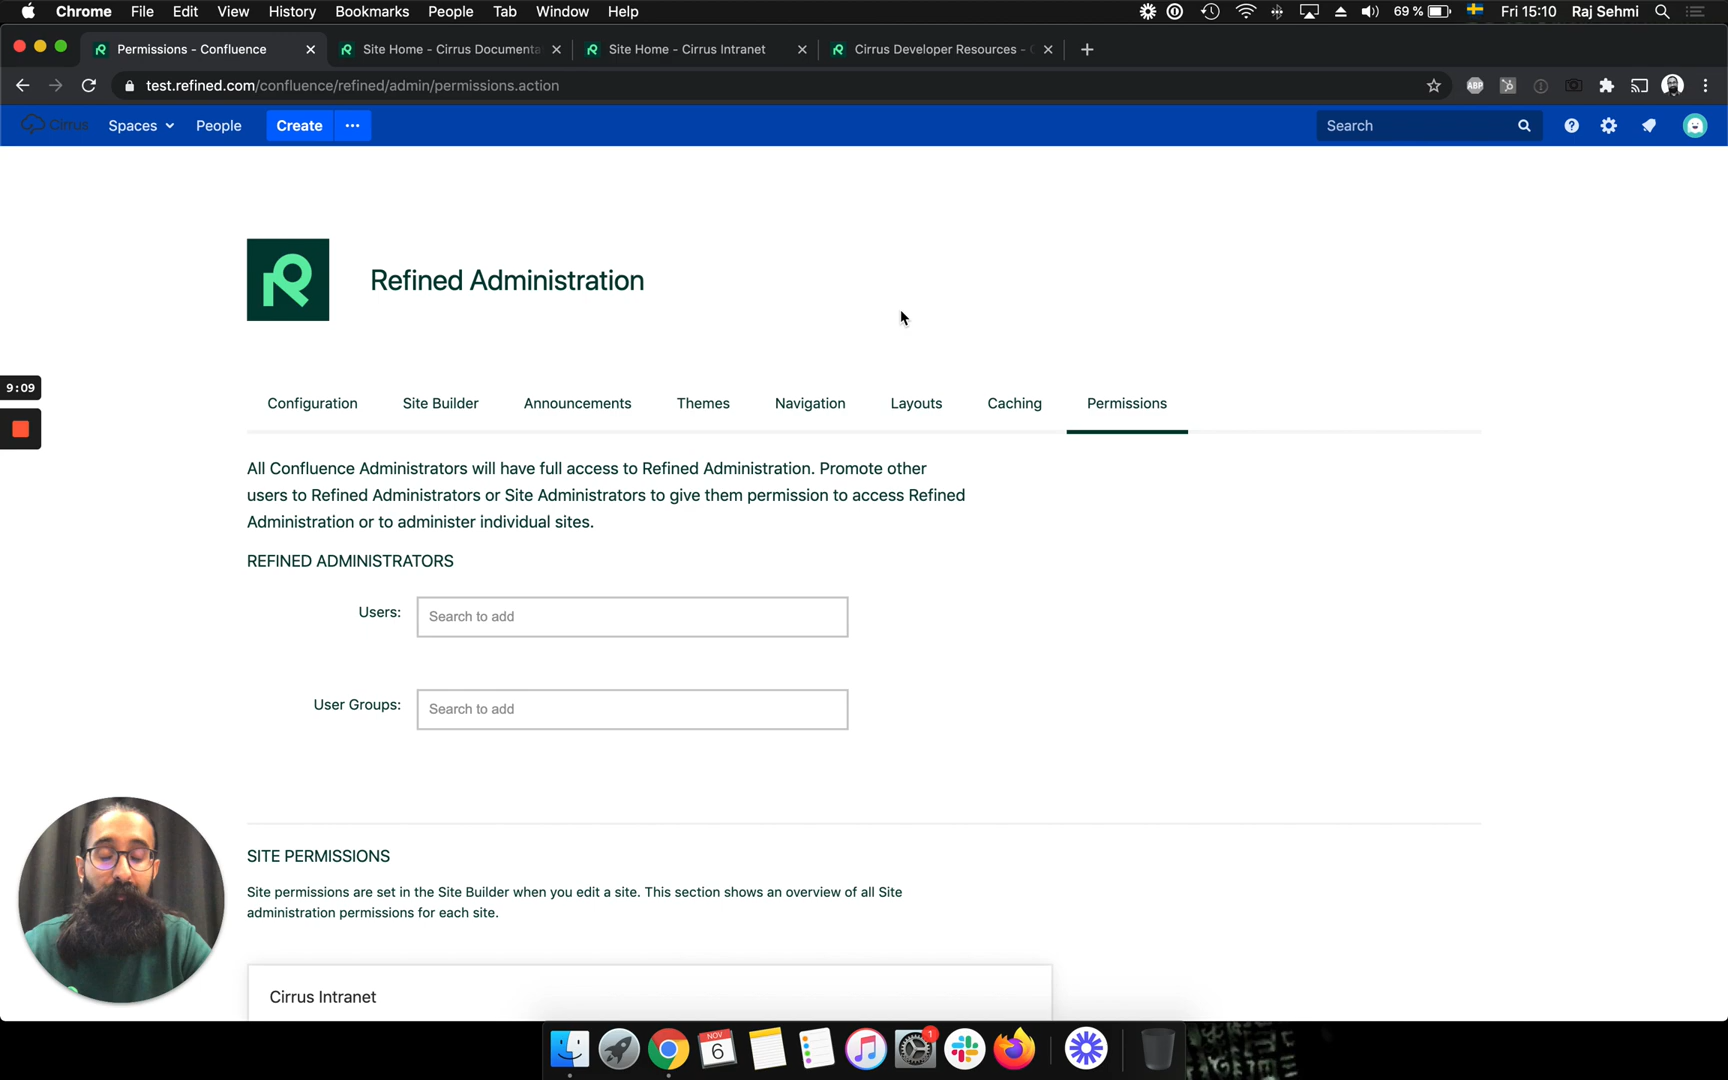 Chrome File Edit View History Bookmarks People Tab Window Help 69 % Fri 15:10 Raj Sehmi
Permissions - Confluence Site Home - Cirrus Documenta Site Home - Cirrus Intranet Cirrus Developer Resources -
test.refined.com/confluence/refined/admin/permissions.action ABP
Cirrus Spaces People Create ··· Search
Refined Administration
9:09
Configuration Site Builder Announcements Themes Navigation Layouts Caching Permissions
All Confluence Administrators will have full access to Refined Administration. Promote other
users to Refined Administrators or Site Administrators to give them permission to access Refined
Administration or to administer individual sites.
REFINED ADMINISTRATORS
Users: Search to add
User Groups: Search to add
SITE PERMISSIONS
Site permissions are set in the Site Builder when you edit a site. This section shows an overview of all Site
administration permissions for each site.
Cirrus Intranet
NOV
6
1